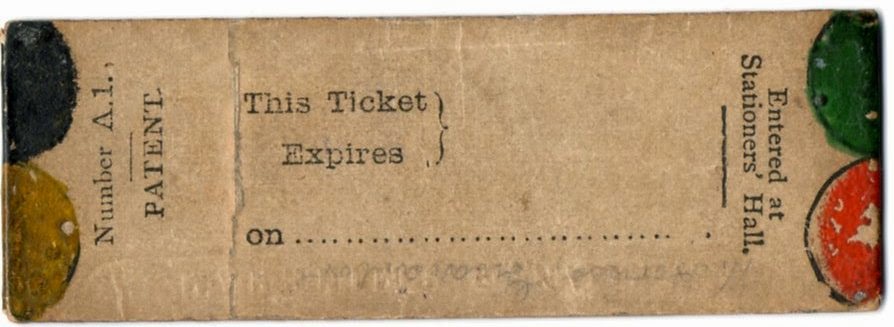 Number A.1.,
PATENT.
This Ticket
Expires
on
Entered at
Stationers' Hall.